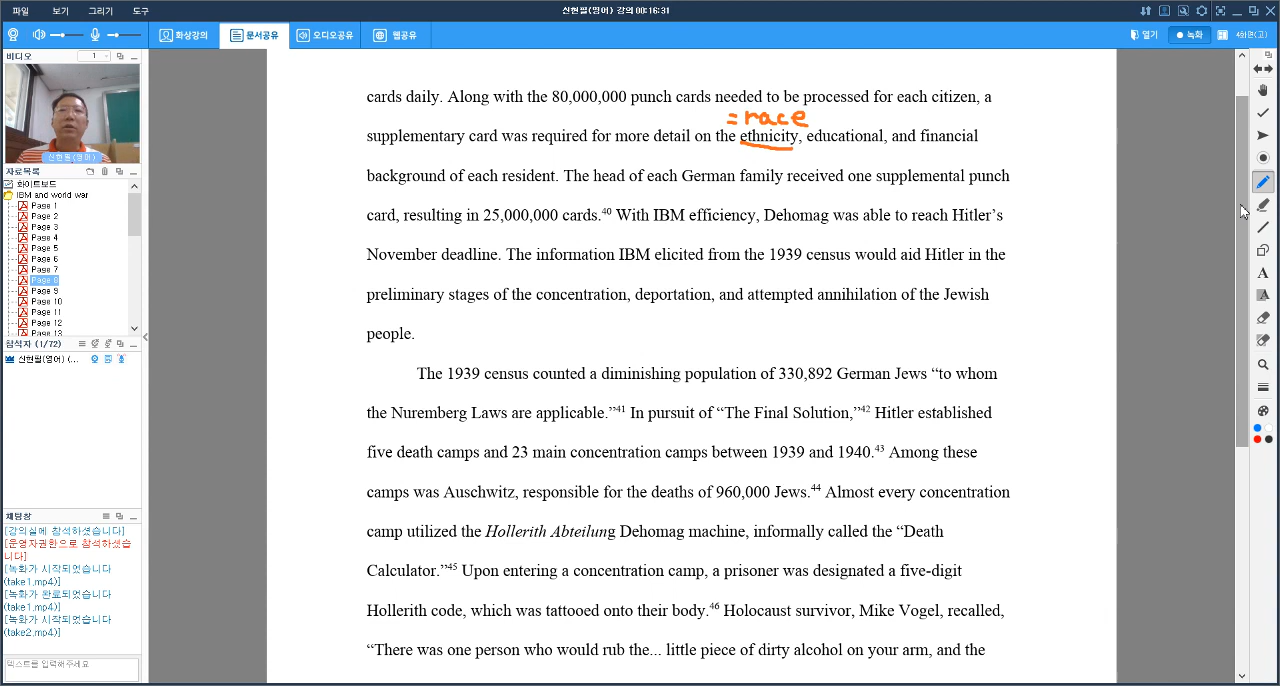 파일 보기 그리기 도구 신현필(영어) 강의 00:16:31
화상강의 문서공유 오디오공유 웹공유 열기 녹화 4화면(고)
비디오 1
신현필(영어)
자료목록
화이트보드
IBM and world war
Page 1
Page 2
Page 3
Page 4
Page 5
Page 6
Page 7
Page 8
Page 9
Page 10
Page 11
Page 12
Page 13
참석자 (1/72)
신현필(영어) (...
채팅창
[강의실에 참석하셨습니다]
[운영자권한으로 참석하셨습
니다]
[녹화가 시작되었습니다
(take1.mp4)]
[녹화가 완료되었습니다
(take1.mp4)]
[녹화가 시작되었습니다
(take2.mp4)]
텍스트를 입력해주세요
cards daily. Along with the 80,000,000 punch cards needed to be processed for each citizen, a
= race
supplementary card was required for more detail on the ethnicity, educational, and financial
background of each resident. The head of each German family received one supplemental punch
card, resulting in 25,000,000 cards.40 With IBM efficiency, Dehomag was able to reach Hitler's
November deadline. The information IBM elicited from the 1939 census would aid Hitler in the
preliminary stages of the concentration, deportation, and attempted annihilation of the Jewish
people.
The 1939 census counted a diminishing population of 330,892 German Jews “to whom
the Nuremberg Laws are applicable.”41 In pursuit of “The Final Solution,”42 Hitler established
five death camps and 23 main concentration camps between 1939 and 1940.43 Among these
camps was Auschwitz, responsible for the deaths of 960,000 Jews.44 Almost every concentration
camp utilized the Hollerith Abteilung Dehomag machine, informally called the “Death
Calculator.”45 Upon entering a concentration camp, a prisoner was designated a five-digit
Hollerith code, which was tattooed onto their body.46 Holocaust survivor, Mike Vogel, recalled,
“There was one person who would rub the... little piece of dirty alcohol on your arm, and the